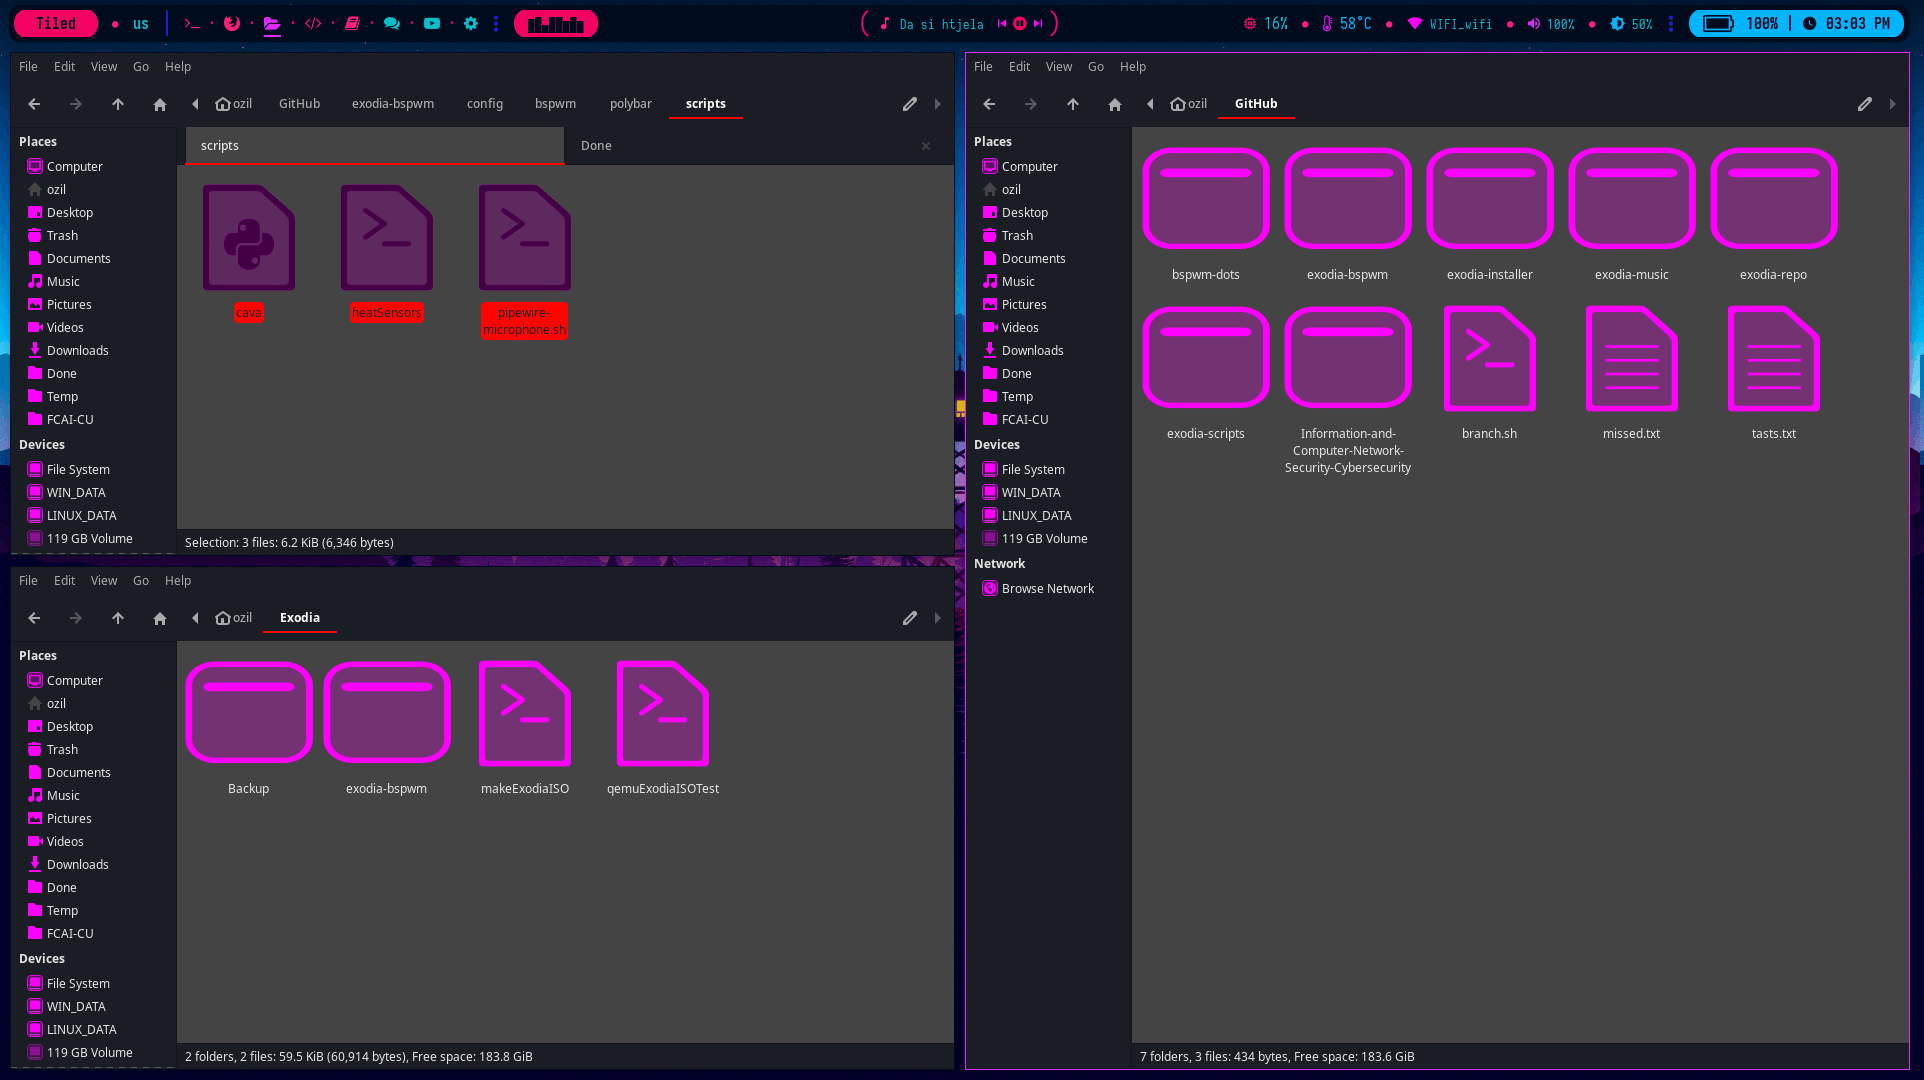 Tiled
us
Da si htjela
16%
58°C
WIFI_wifi
100%
50%
100% | 03:03 PM
File Edit View Go Help
ozil GitHub exodia-bspwm config bspwm polybar scripts
Places
Computer
ozil
Desktop
Trash
Documents
Music
Pictures
Videos
Downloads
Done
Temp
FCAI-CU
Devices
File System
WIN_DATA
LINUX_DATA
119 GB Volume
scripts
Done
cava
heatSensors
pipewire-
microphone.sh
Selection: 3 files: 6.2 KiB (6,346 bytes)
File Edit View Go Help
ozil Exodia
Places
Computer
ozil
Desktop
Trash
Documents
Music
Pictures
Videos
Downloads
Done
Temp
FCAI-CU
Devices
File System
WIN_DATA
LINUX_DATA
119 GB Volume
Backup
exodia-bspwm
makeExodiaISO
qemuExodiaISOTest
2 folders, 2 files: 59.5 KiB (60,914 bytes), Free space: 183.8 GiB
File Edit View Go Help
ozil GitHub
Places
Computer
ozil
Desktop
Trash
Documents
Music
Pictures
Videos
Downloads
Done
Temp
FCAI-CU
Devices
File System
WIN_DATA
LINUX_DATA
119 GB Volume
Network
Browse Network
bspwm-dots
exodia-bspwm
exodia-installer
exodia-music
exodia-repo
exodia-scripts
Information-and-
Computer-Network-
Security-Cybersecurity
branch.sh
missed.txt
tasts.txt
7 folders, 3 files: 434 bytes, Free space: 183.6 GiB